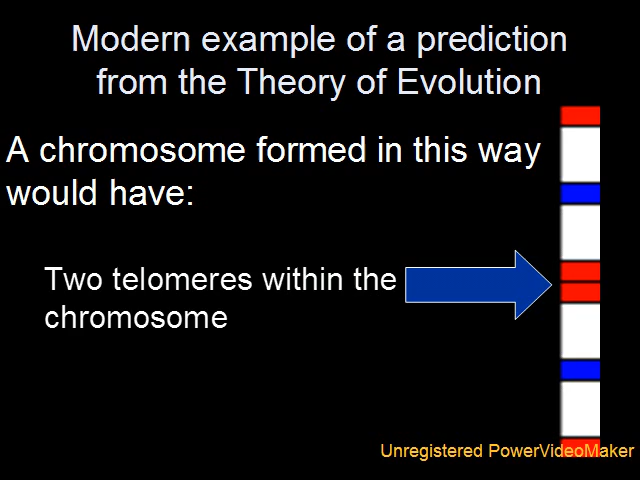 Modern example of a prediction
from the Theory of Evolution
A chromosome formed in this way
would have:
Two telomeres within the
chromosome
Unregistered PowerVideoMaker